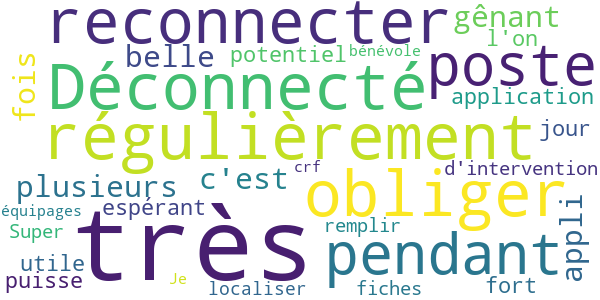 reconnecter
gênant
l'on
belle
potentiel
bénévole
poste
fois
Déconnecté
application
régulièrement
jour
c'est
crf
d'intervention
plusieurs
obliger
équipages
espérant
appli
Super
très
remplir
pendant
utile
puisse
Je
localiser
fiches
fort